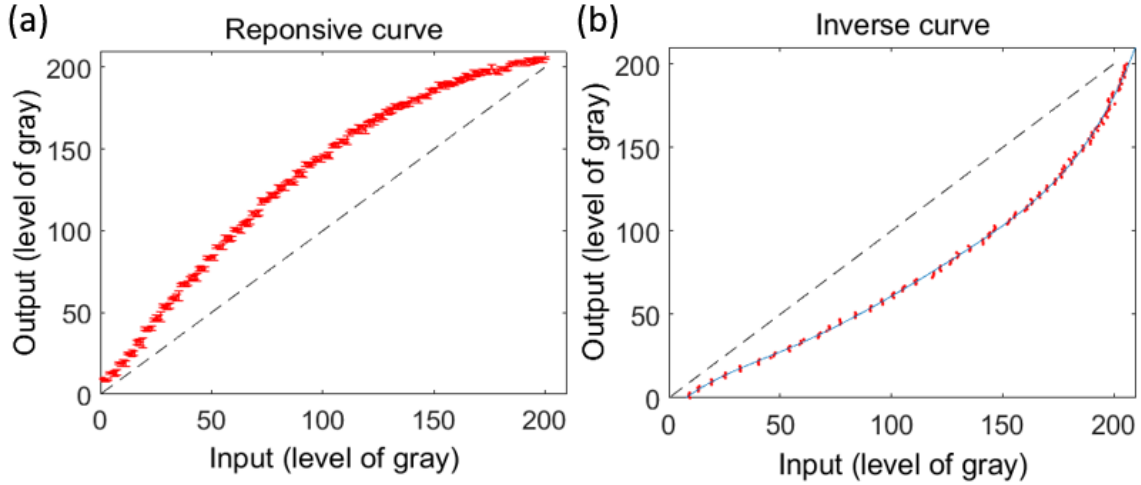 (a)
Reponsive curve
Output (level of gray)
200
150
100
50
0
0 50 100 150 200
Input (level of gray)
(b)
Inverse curve
Output (level of gray)
200
150
100
50
0
0 50 100 150 200
Input (level of gray)